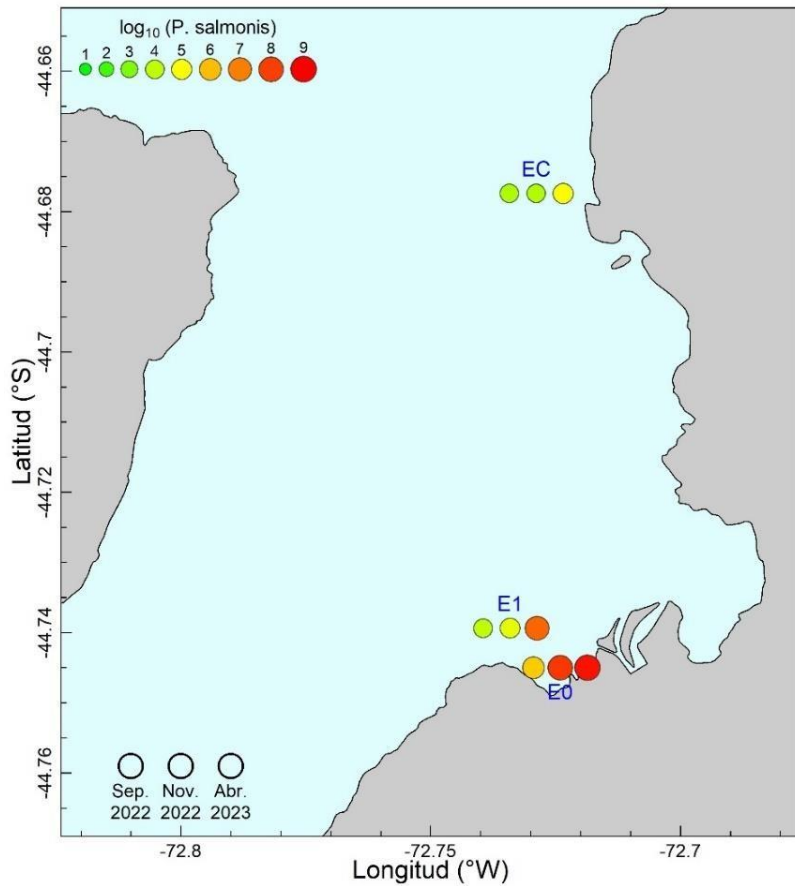 log₁₀ (P. salmonis)
1 2 3 4 5 6 7 8 9
-44.66
EC
-44.68
-44.7
Latitud (°S)
-44.72
E1
-44.74
E0
-44.76
Sep. Nov. Abr.
2022 2022 2023
-72.8 -72.75 -72.7
Longitud (°W)